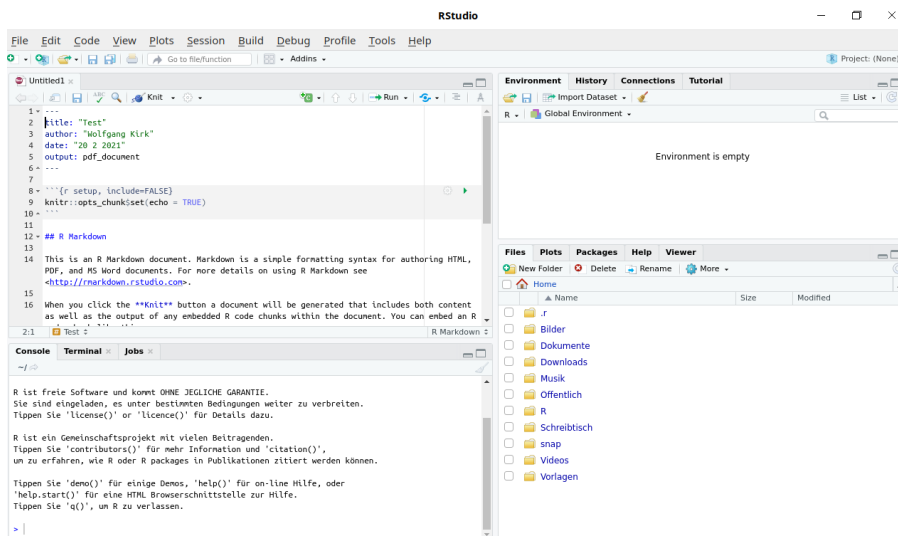 RStudio
File Edit Code View Plots Session Build Debug Profile Tools Help
Go to file/function Addins
Project: (None)
Untitled1
Knit Run
1 ---
2 title: "Test"
3 author: "Wolfgang Kirk"
4 date: "20 2 2021"
5 output: pdf_document
6 ---
7
8 ```{r setup, include=FALSE}
9 knitr::opts_chunk$set(echo = TRUE)
10 ```
11
12 ## R Markdown
13
14 This is an R Markdown document. Markdown is a simple formatting syntax for authoring HTML,
PDF, and MS Word documents. For more details on using R Markdown see
<http://rmarkdown.rstudio.com>.
15
16 When you click the **Knit** button a document will be generated that includes both content
as well as the output of any embedded R code chunks within the document. You can embed an R
2:1 Test R Markdown
Console Terminal Jobs
~/
R ist freie Software und kommt OHNE JEGLICHE GARANTIE.
Sie sind eingeladen, es unter bestimmten Bedingungen weiter zu verbreiten.
Tippen Sie 'license()' or 'licence()' für Details dazu.
R ist ein Gemeinschaftsprojekt mit vielen Beitragenden.
Tippen Sie 'contributors()' für mehr Information und 'citation()',
um zu erfahren, wie R oder R packages in Publikationen zitiert werden können.
Tippen Sie 'demo()' für einige Demos, 'help()' für on-line Hilfe, oder
'help.start()' für eine HTML Browserschnittstelle zur Hilfe.
Tippen Sie 'q()', um R zu verlassen.
>
Environment History Connections Tutorial
Import Dataset List
R Global Environment
Environment is empty
Files Plots Packages Help Viewer
New Folder Delete Rename More
Home
Name Size Modified
.r
Bilder
Dokumente
Downloads
Musik
Öffentlich
R
Schreibtisch
snap
Videos
Vorlagen